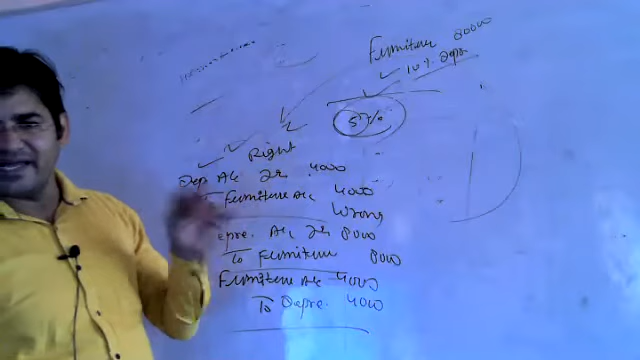 Furniture 80000
10% Depr
5%
Right
Dep A/c Dr 4000
To Furniture A/c 4000
Wrong
Depre. A/c Dr 8000
To Furniture 8000
Furniture A/c 4000
To Depre. 4000